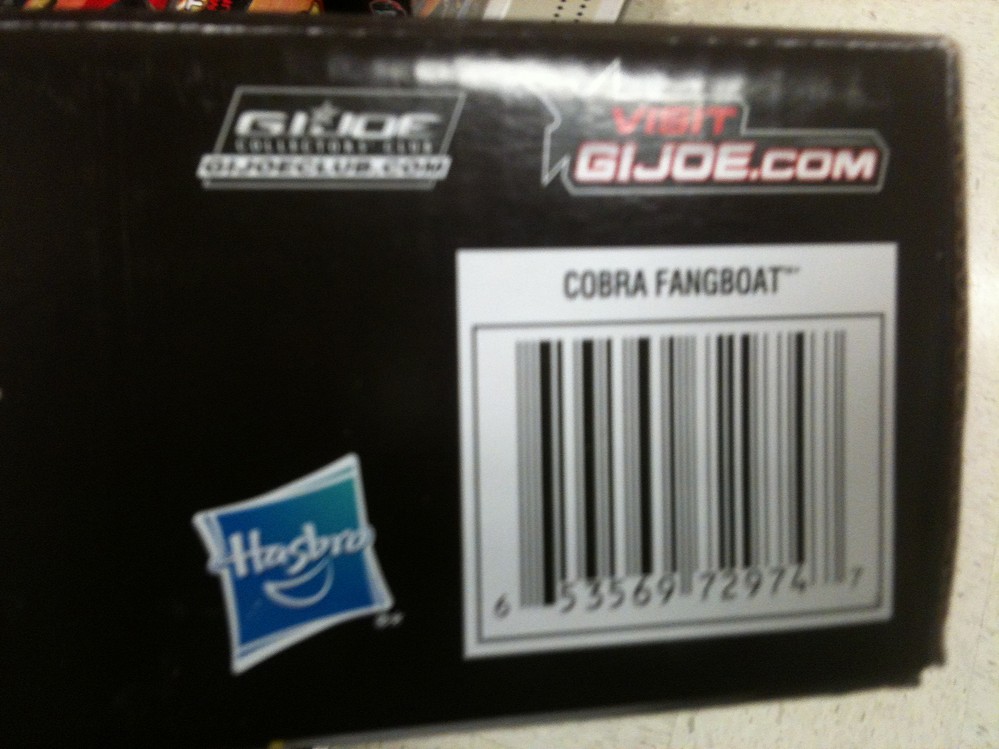 GI JOE
COLLECTORS' CLUB
GIJOECLUB.COM
VISIT
GIJOE.COM
COBRA FANGBOAT™
6 53569 72974 7
Hasbro